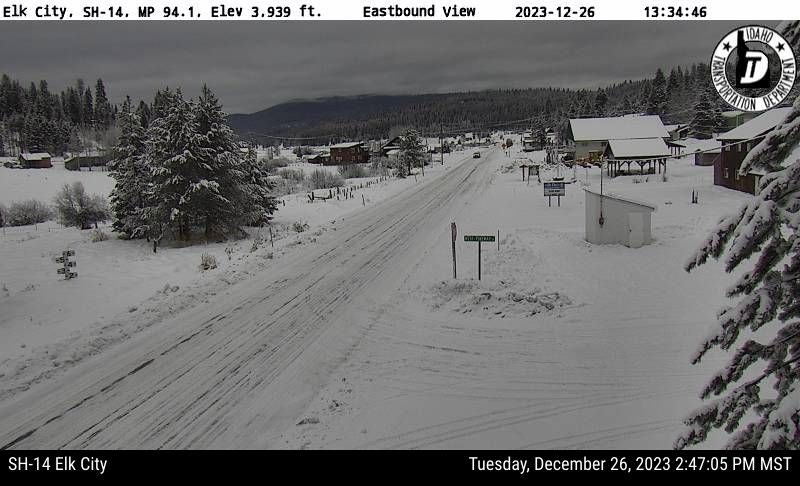 Elk City, SH-14, MP 94.1, Elev 3,939 ft. Eastbound View 2023-12-26 13:34:46
IDAHO
TRANSPORTATION DEPARTMENT
SH-14 Elk City Tuesday, December 26, 2023 2:47:05 PM MST